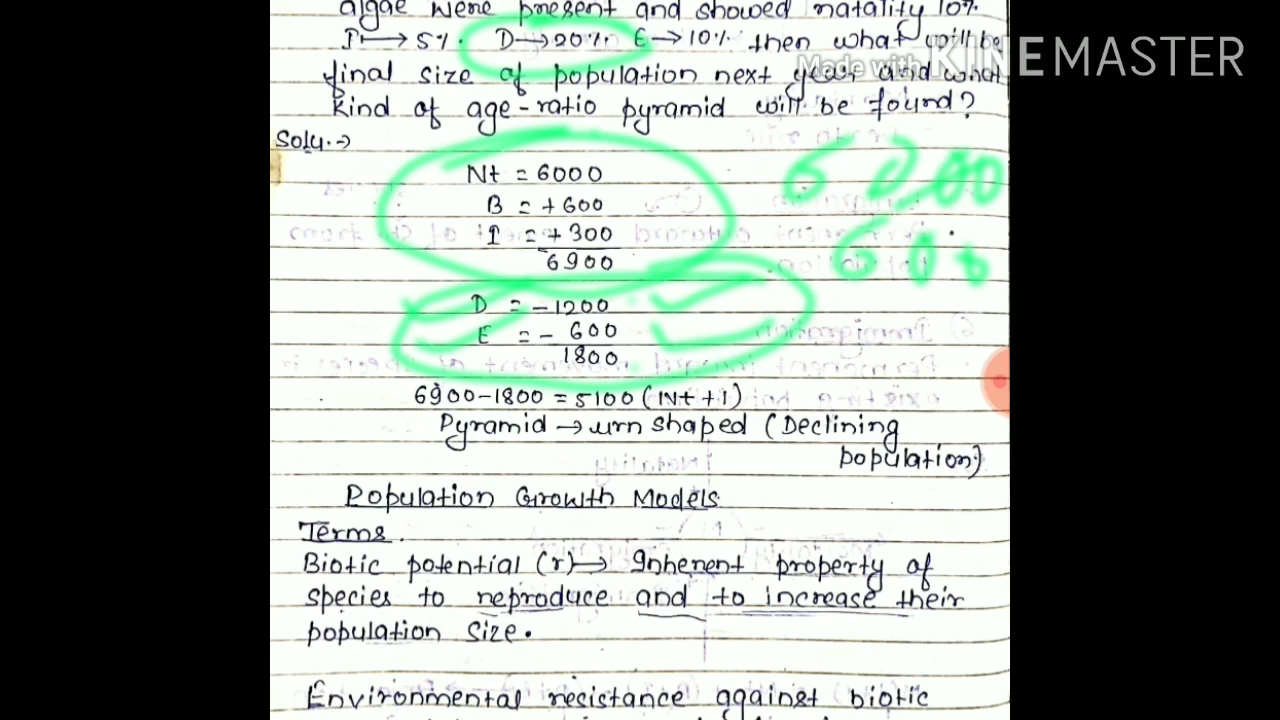 algae were present and showed natality 10%.
I → 5%. D → 20% E → 10% then what will be
final size of population next year and what
kind of age-ratio pyramid will be found?
Made with KINEMASTER
Solu. →
Nt = 6000
B = + 600
I = + 300
6900
6000
600
D = - 1200
E = - 600
1800
6900-1800 = 5100 (Nt + 1)
Pyramid → urn shaped (Declining
population)
Population Growth Models
Terms.
Biotic potential (r) → Inherent property of
species to reproduce and to increase their
population size.
Environmental resistance against biotic